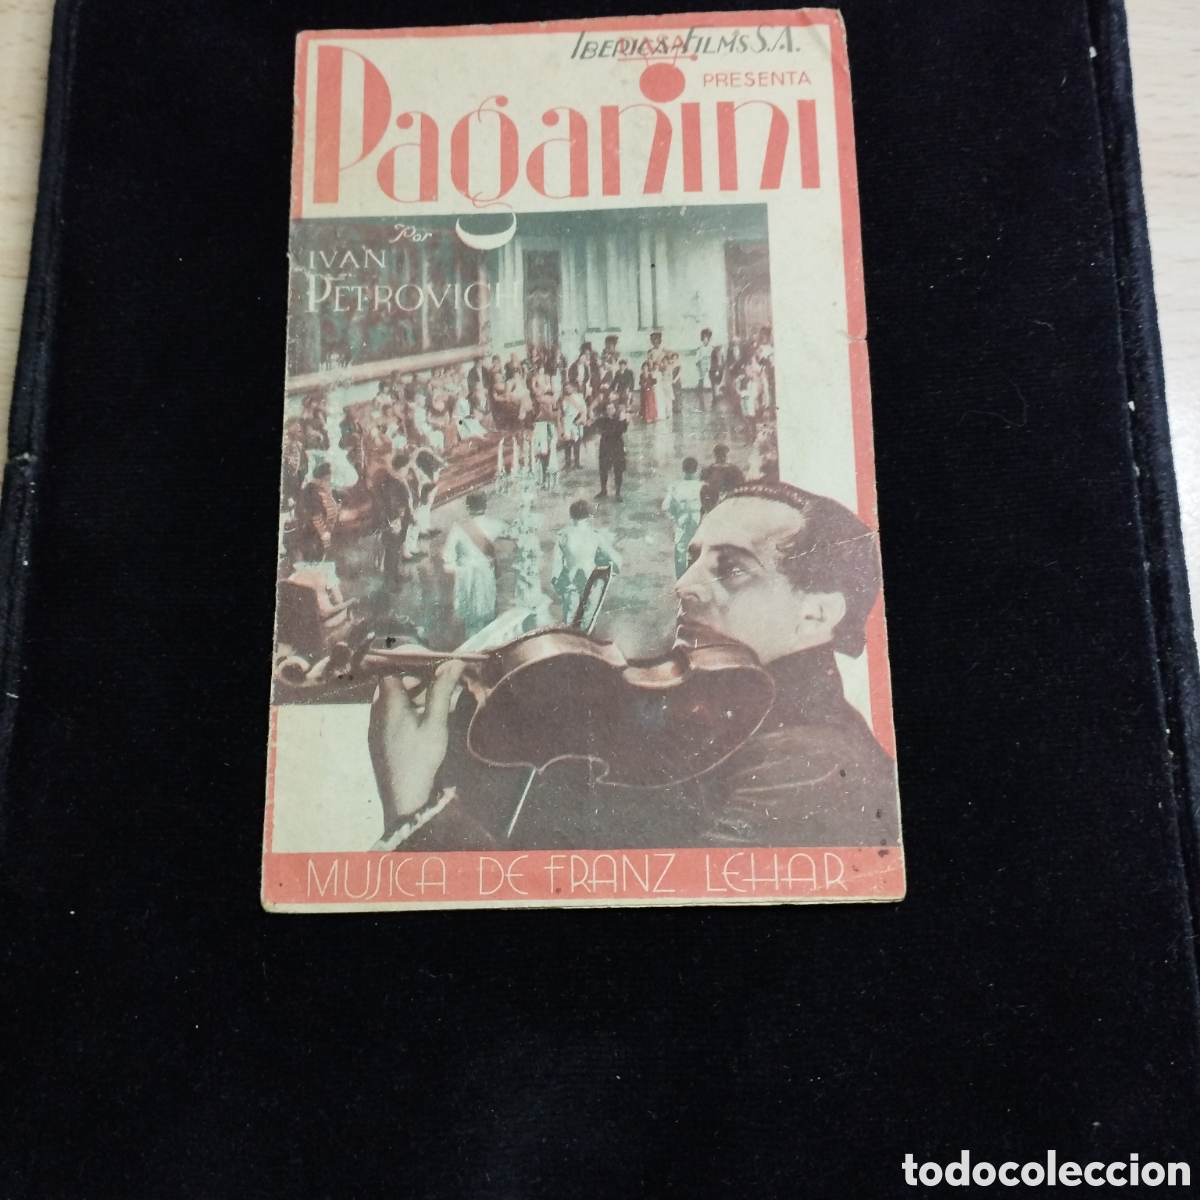 IBERICA-FILMS S.A.
PRESENTA
Paganini
Por
IVAN
PETROVICH
MUSICA DE FRANZ LEHAR
todocoleccion